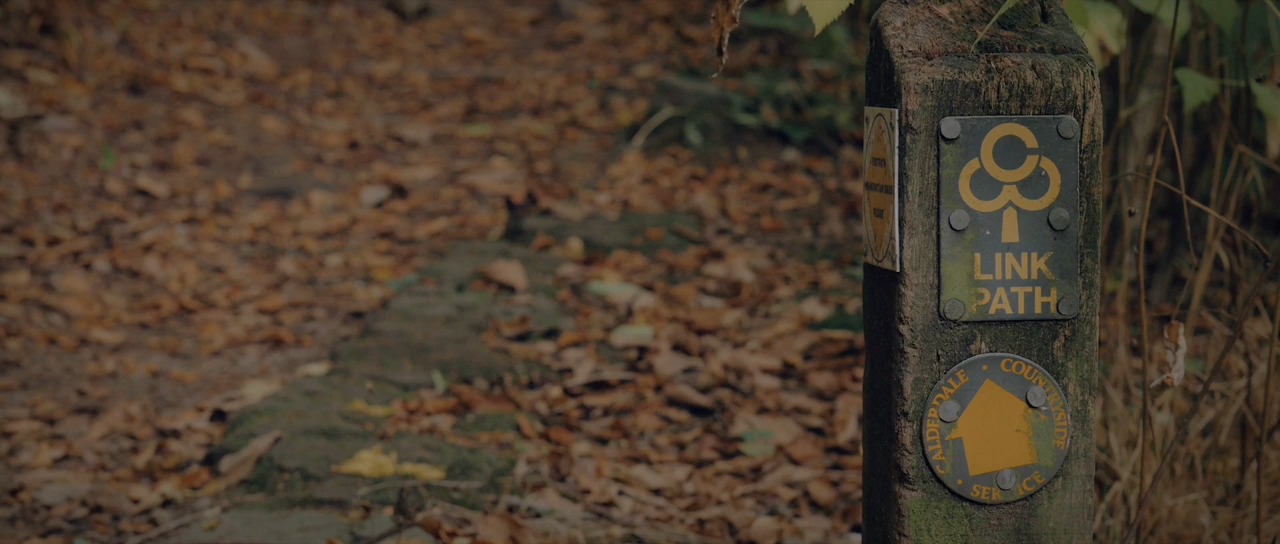 LINK
PATH
CALDERDALE · COUNTRYSIDE
· SERVICE ·